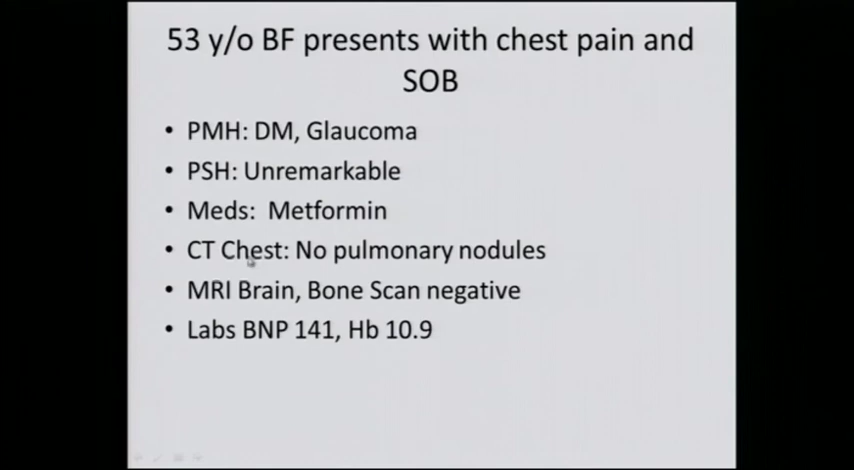 53 y/o BF presents with chest pain and
SOB
• PMH: DM, Glaucoma
• PSH: Unremarkable
• Meds: Metformin
• CT Chest: No pulmonary nodules
• MRI Brain, Bone Scan negative
• Labs BNP 141, Hb 10.9